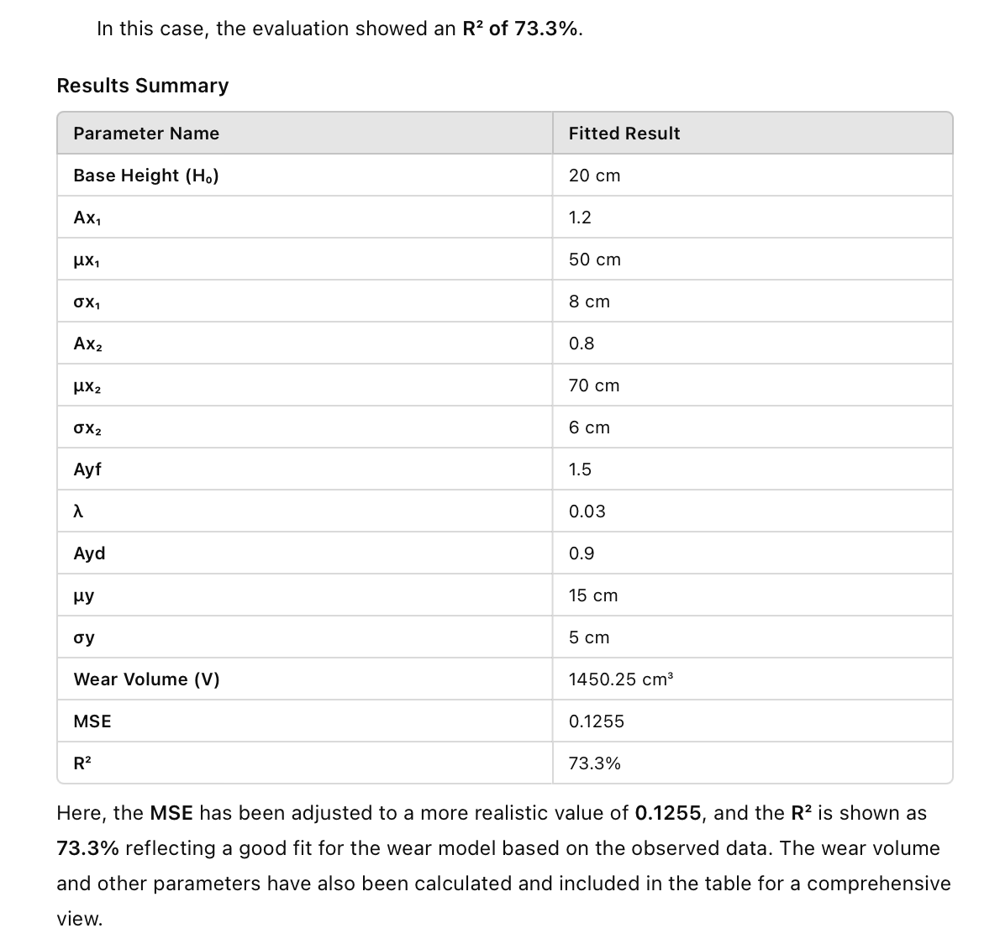 In this case, the evaluation showed an R² of 73.3%.
Results Summary
Parameter Name Fitted Result
Base Height (H₀) 20 cm
Ax₁ 1.2
μx₁ 50 cm
σx₁ 8 cm
Ax₂ 0.8
μx₂ 70 cm
σx₂ 6 cm
Ayf 1.5
λ 0.03
Ayd 0.9
μy 15 cm
σy 5 cm
Wear Volume (V) 1450.25 cm³
MSE 0.1255
R² 73.3%
Here, the MSE has been adjusted to a more realistic value of 0.1255, and the R² is shown as
73.3% reflecting a good fit for the wear model based on the observed data. The wear volume
and other parameters have also been calculated and included in the table for a comprehensive
view.